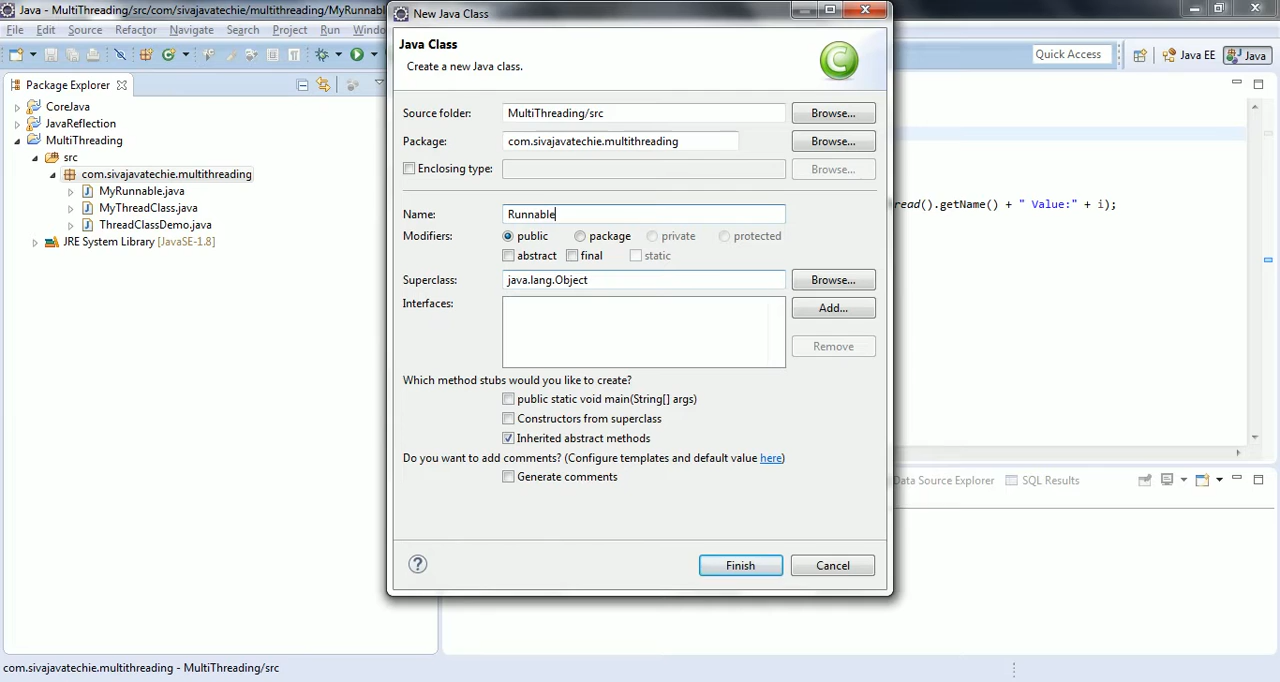 Java - MultiThreading/src/com/sivajavatechie/multithreading/MyRunnabl
New Java Class
File Edit Source Refactor Navigate Search Project Run Windo
Java Class
Create a new Java class.
Quick Access
Java EE
Java
Package Explorer
CoreJava
JavaReflection
MultiThreading
src
com.sivajavatechie.multithreading
MyRunnable.java
MyThreadClass.java
ThreadClassDemo.java
JRE System Library [JavaSE-1.8]
Source folder: MultiThreading/src Browse...
Package: com.sivajavatechie.multithreading Browse...
Enclosing type: Browse...
Name: Runnable
Modifiers: public package private protected
abstract final static
Superclass: java.lang.Object Browse...
Interfaces: Add...
Remove
Which method stubs would you like to create?
public static void main(String[] args)
Constructors from superclass
Inherited abstract methods
Do you want to add comments? (Configure templates and default value here)
Generate comments
Finish Cancel
read().getName() + " Value:" + i);
Data Source Explorer SQL Results
com.sivajavatechie.multithreading - MultiThreading/src